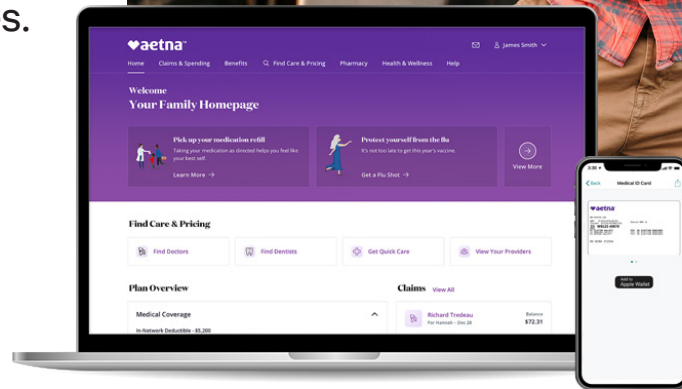 s.
aetna™
James Smith
Home Claims & Spending Benefits Find Care & Pricing Pharmacy Health & Wellness Help
Welcome
Your Family Homepage
Pick up your medication refill
Taking your medication as directed helps you feel like
your best self.
Learn More →
Protect yourself from the flu
It's not too late to get this year's vaccine.
Get a Flu Shot →
View More
Find Care & Pricing
Find Doctors
Find Dentists
Get Quick Care
View Your Providers
Plan Overview
Medical Coverage
In-Network Deductible - $5,200
Claims View All
Richard Tredeau
For Hannah - Dec 28
Balance
$72.31
3:38
Back Medical ID Card
aetna
Add to
Apple Wallet